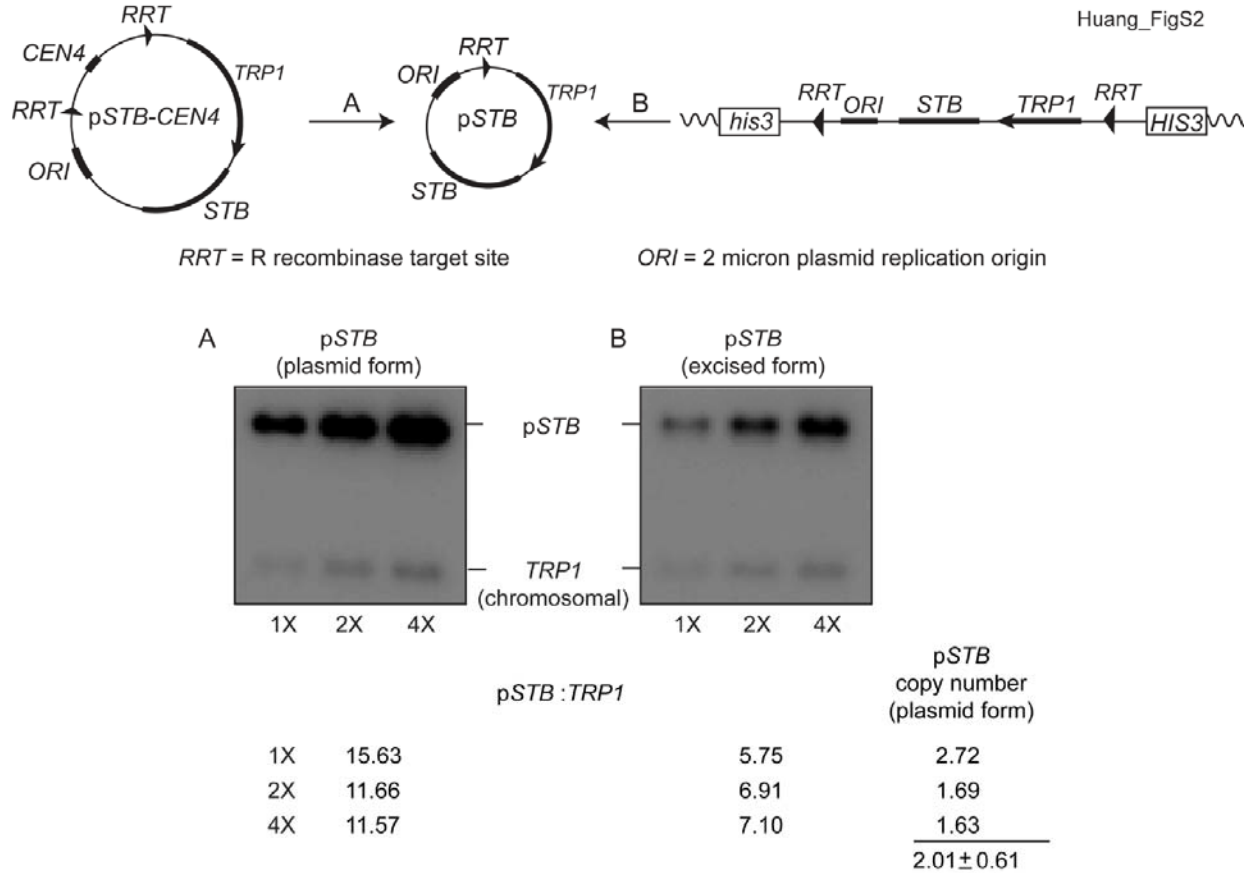 Huang_FigS2
RRT
CEN4
TRP1
RRT
pSTB-CEN4
ORI
STB
A
RRT
ORI
TRP1
pSTB
STB
B
his3
RRT
ORI
STB
TRP1
RRT
HIS3
RRT = R recombinase target site
ORI = 2 micron plasmid replication origin
A
pSTB
(plasmid form)
B
pSTB
(excised form)
pSTB
TRP1
(chromosomal)
1X 2X 4X
1X 2X 4X
pSTB :TRP1
pSTB
copy number
(plasmid form)
1X 15.63 5.75 2.72
2X 11.66 6.91 1.69
4X 11.57 7.10 1.63
2.01 ± 0.61